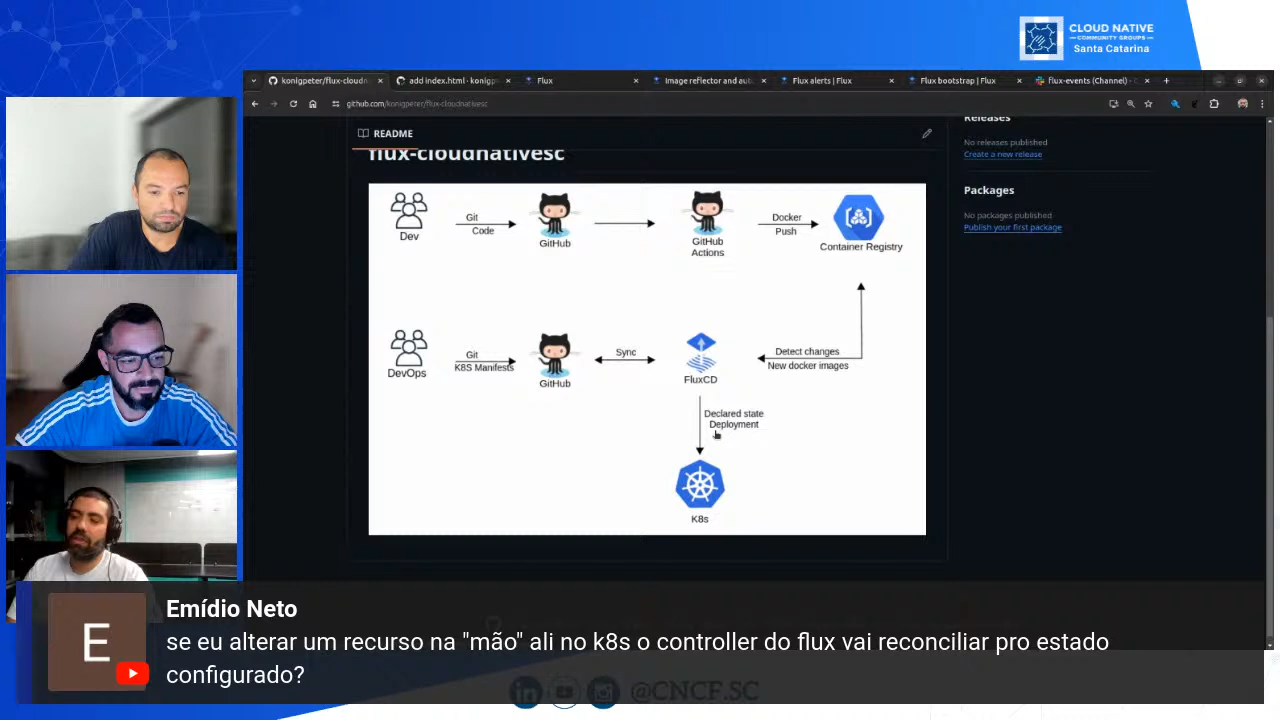 CLOUD NATIVE
COMMUNITY GROUPS
Santa Catarina
konigpeter/flux-cloudn
add index.html · konigp
Flux
Image reflector and aut
Flux alerts | Flux
Flux bootstrap | Flux
flux-events (Channel) - C
github.com/konigpeter/flux-cloudnativesc
README
Releases
No releases published
Create a new release
Packages
No packages published
Publish your first package
flux-cloudnativesc
Dev
Git
Code
GitHub
GitHub
Actions
Docker
Push
Container Registry
DevOps
Git
K8S Manifests
GitHub
Sync
FluxCD
Detect changes
New docker images
Declared state
Deployment
K8s
E
Emídio Neto
se eu alterar um recurso na "mão" ali no k8s o controller do flux vai reconciliar pro estado
configurado?
@CNCF.SC